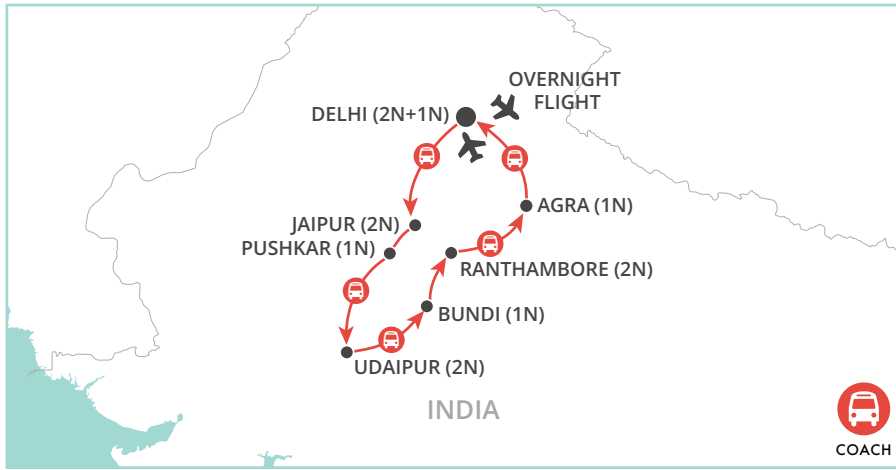 OVERNIGHT
FLIGHT
DELHI (2N+1N)
AGRA (1N)
JAIPUR (2N)
PUSHKAR (1N)
RANTHAMBORE (2N)
BUNDI (1N)
UDAIPUR (2N)
INDIA
COACH